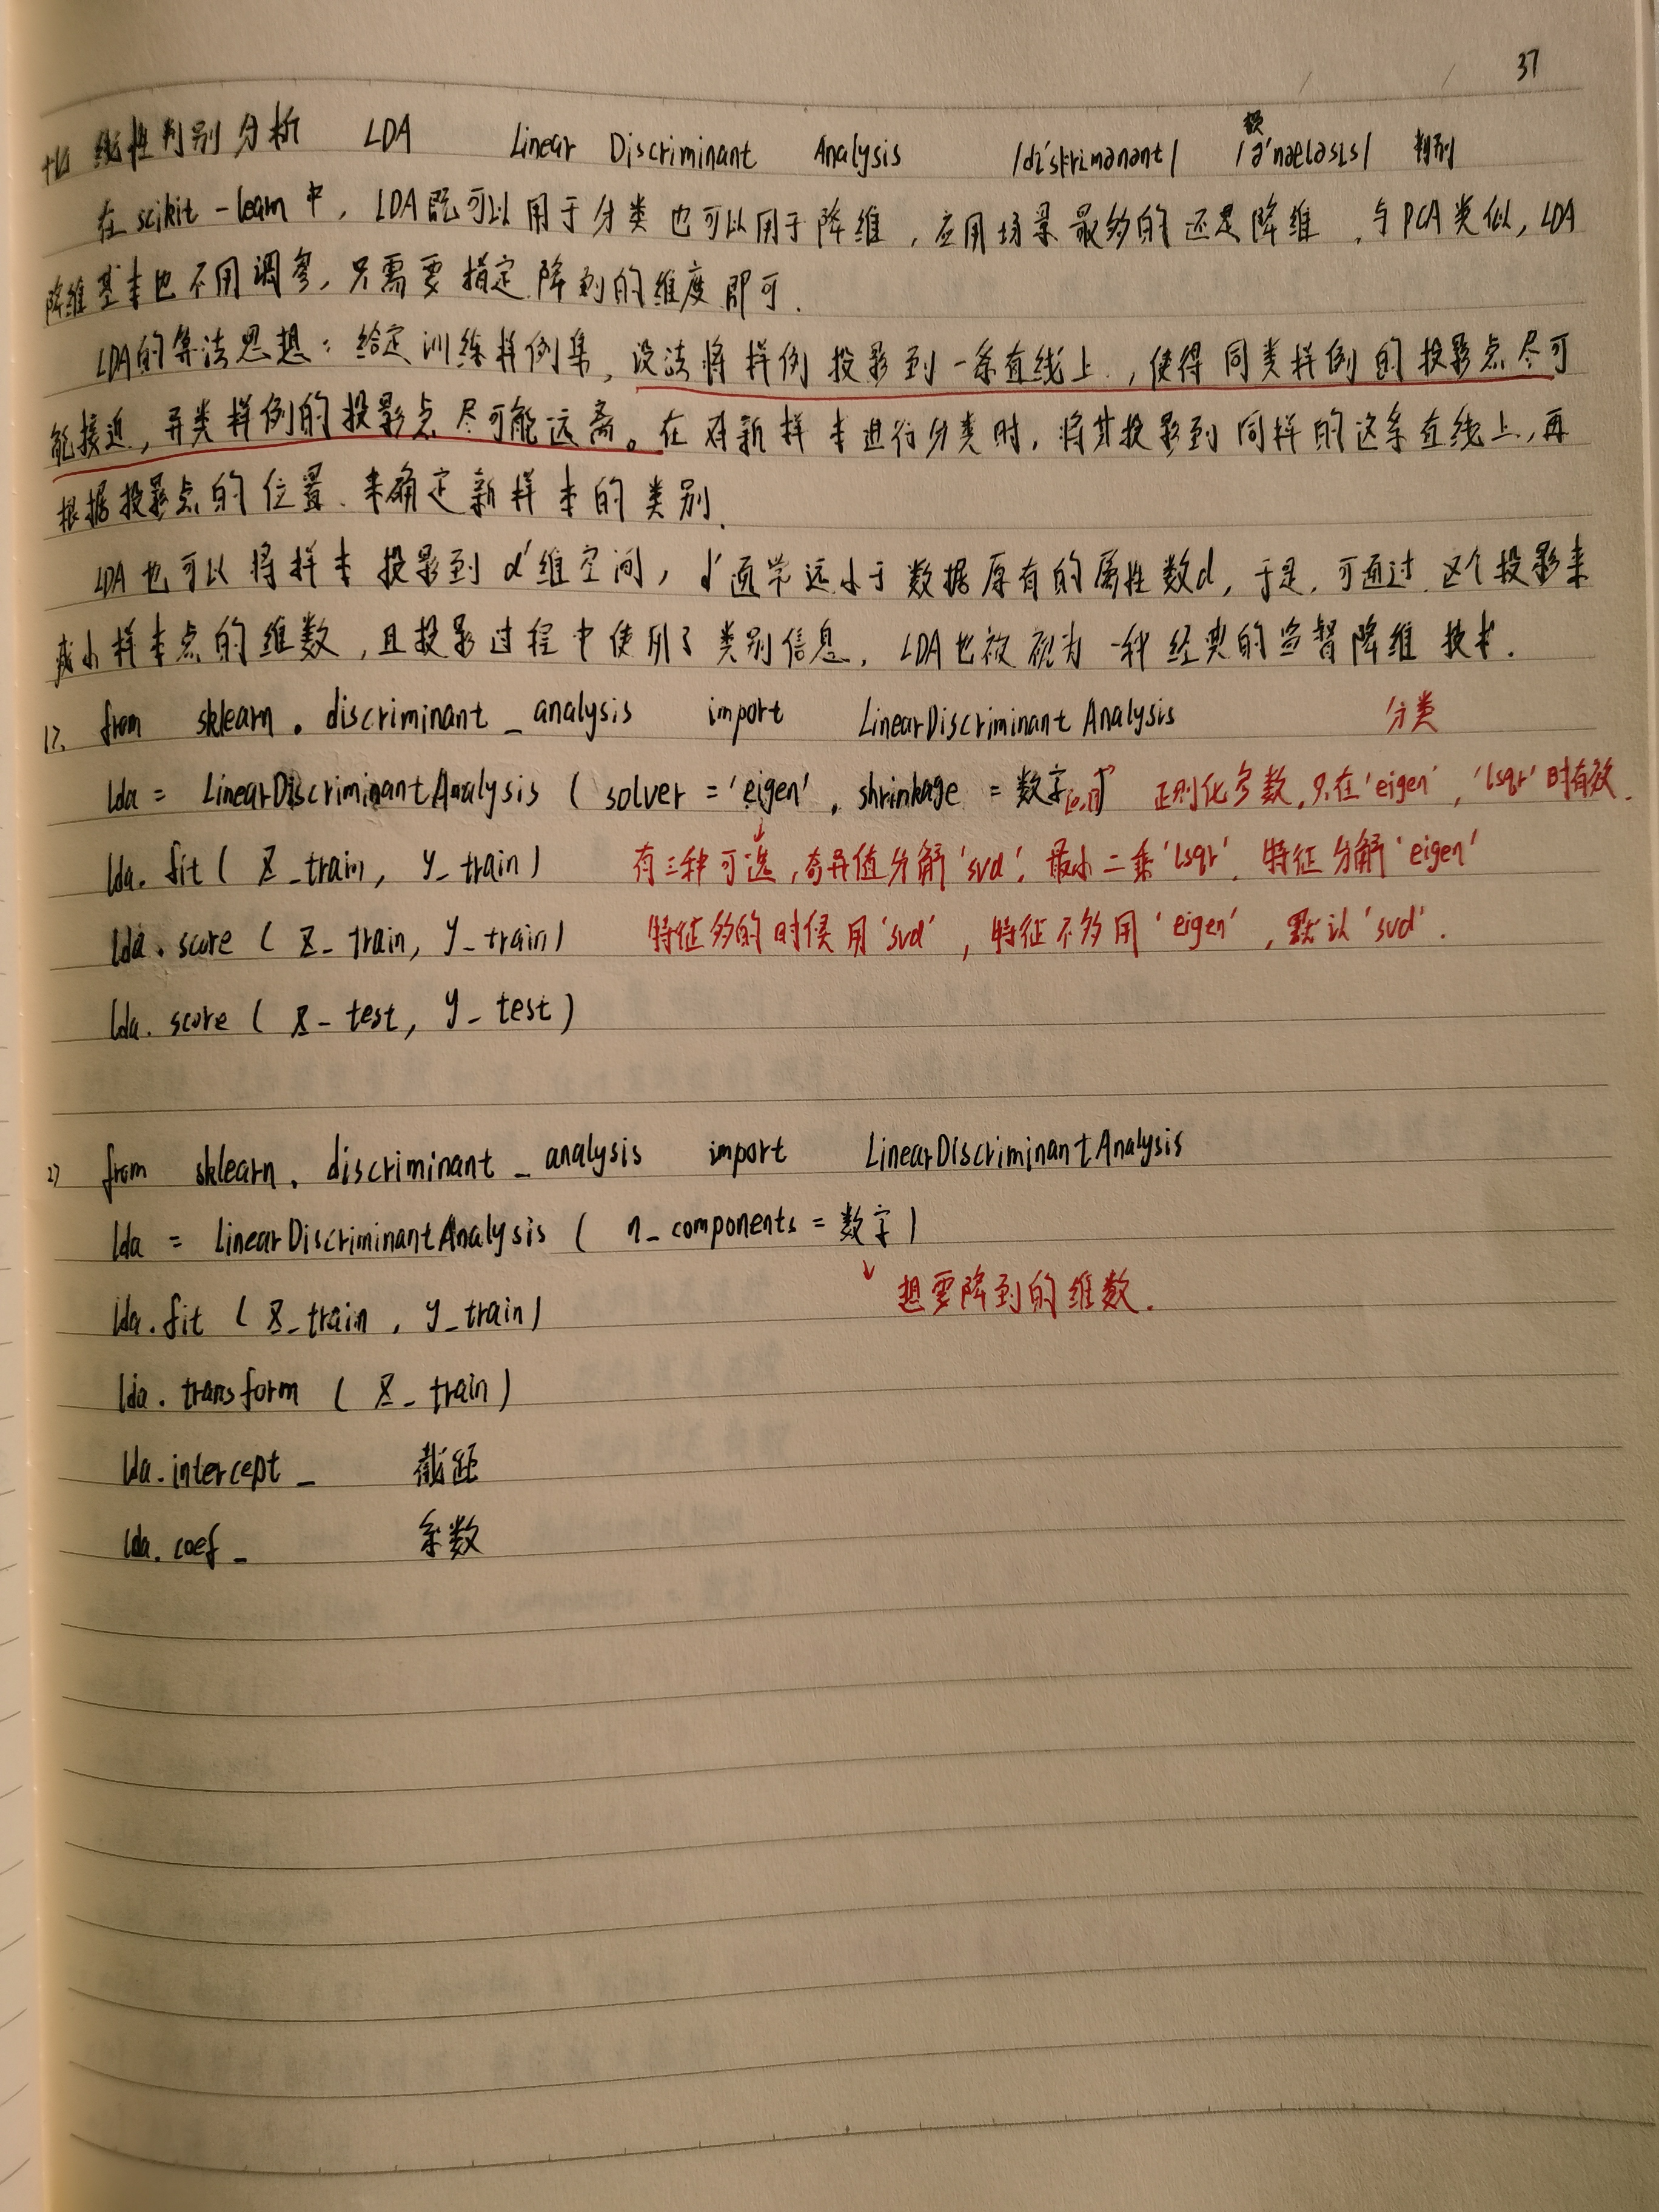 37
十四 线性判别分析 LDA Linear Discriminant Analysis /dɪ'skrɪmənənt/ /ə'næləsɪs/ 判别
在 scikit-learn 中, LDA既可以用于分类也可以用于降维, 应用场景最多的还是降维, 与PCA类似, LDA
降维基本也不用调参, 只需要指定降到的维度即可.
LDA的算法思想: 给定训练样例集, 设法将样例投影到一条直线上, 使得同类样例的投影点尽可
能接近, 异类样例的投影点尽可能远离。在对新样本进行分类时, 将其投影到同样的这条直线上, 再
根据投影点的位置、来确定新样本的类别.
LDA也可以将样本投影到d'维空间, d'通常远小于数据原有的属性数d, 于是, 可通过这个投影来
减小样本点的维数, 且投影过程中使用了类别信息, LDA也被视为一种经典的监督降维技术.
1). from sklearn.discriminant_analysis import LinearDiscriminantAnalysis 分类
lda = LinearDiscriminantAnalysis ( solver = 'eigen', shrinkage = 数字[0,1]) 正则化参数, 只在'eigen', 'lsqr'时有效.
lda.fit ( X_train, y_train) 有三种可选, 奇异值分解'svd', 最小二乘'lsqr', 特征分解'eigen'
lda.score ( X_train, y_train) 特征多的时候用'svd', 特征不多用'eigen', 默认'svd'.
lda.score ( X_test, y_test)
2) from sklearn.discriminant_analysis import LinearDiscriminantAnalysis
lda = LinearDiscriminantAnalysis ( n_components = 数字)
想要降到的维数.
lda.fit ( X_train, y_train)
lda.transform ( X_train)
lda.intercept_ 截距
lda.coef_ 系数